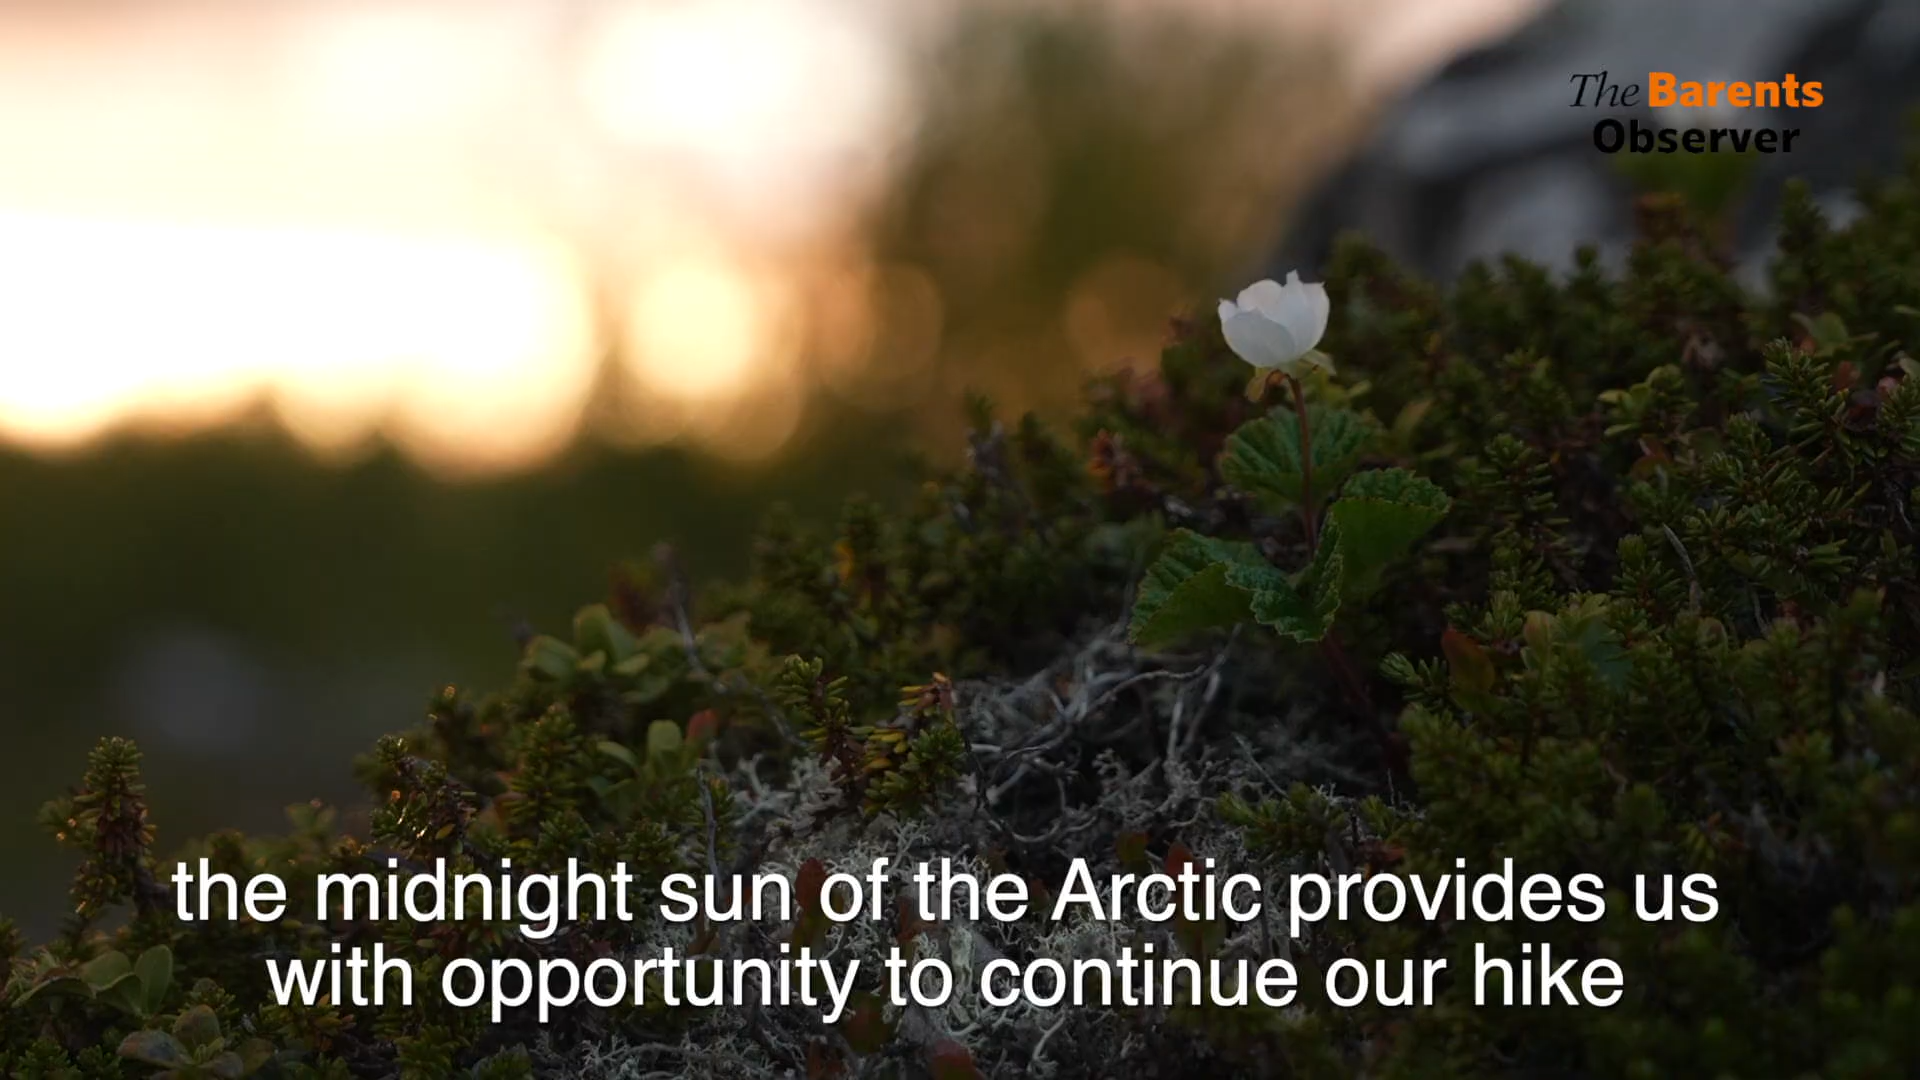 The Barents
Observer
the midnight sun of the Arctic provides us
with opportunity to continue our hike